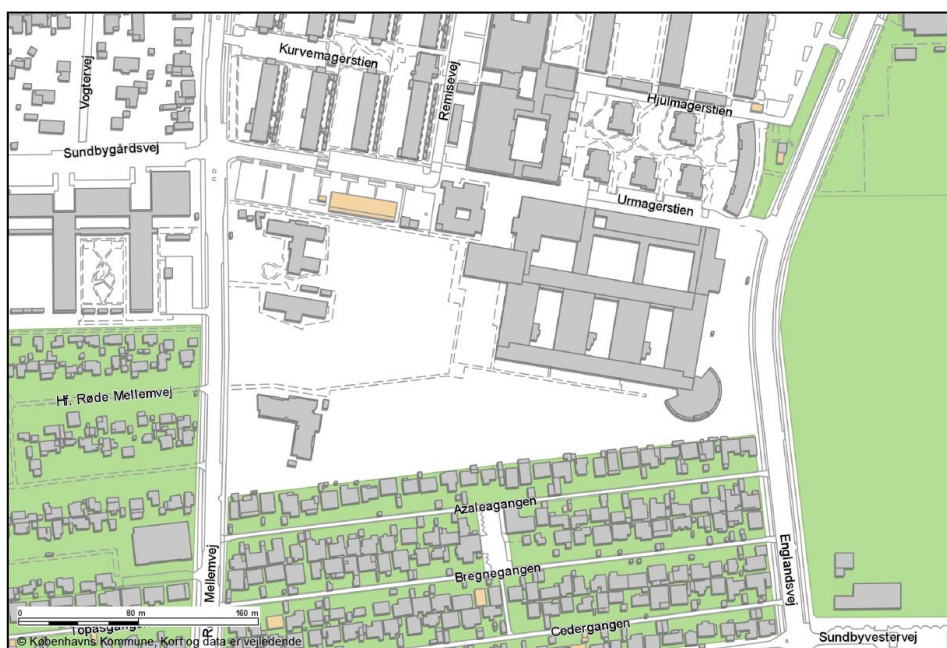 Kurvemagerstien
Vogtervej
Remisevej
Hjulmagerstien
Sundbygårdsvej
Urmagerstien
Hf. Røde Mellemvej
Azaleagangen
Bregnegangen
Englandsvej
Mellemvej
0 80 m 160 m
Topasgangen
Cedergangen
Sundbyvestervej
© Københavns Kommune, Kort og data er vejledende